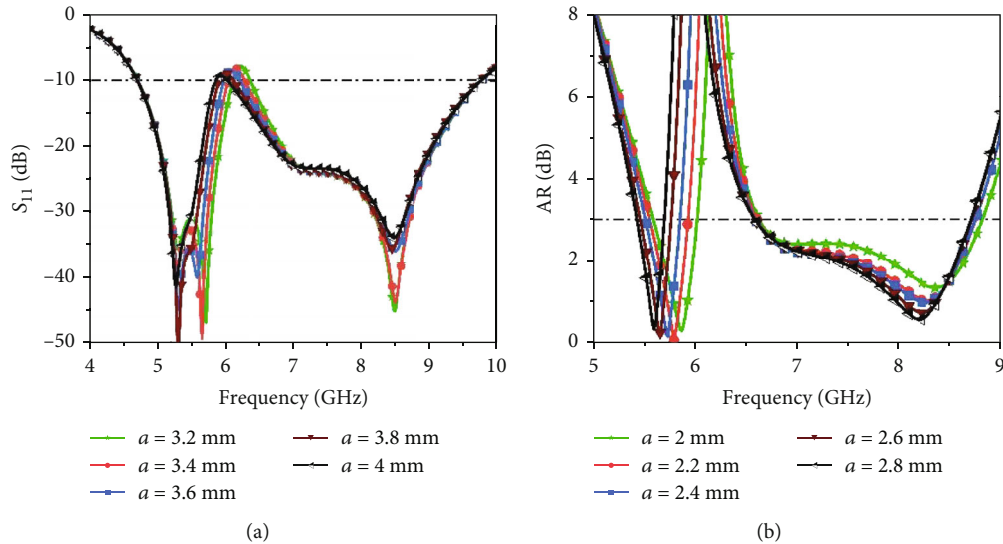 0
−10
−20
−30
−40
−50
S11 (dB)
4 5 6 7 8 9 10
Frequency (GHz)
a = 3.2 mm
a = 3.4 mm
a = 3.6 mm
a = 3.8 mm
a = 4 mm
(a)
8
6
4
2
0
AR (dB)
5 6 7 8 9
Frequency (GHz)
a = 2 mm
a = 2.2 mm
a = 2.4 mm
a = 2.6 mm
a = 2.8 mm
(b)